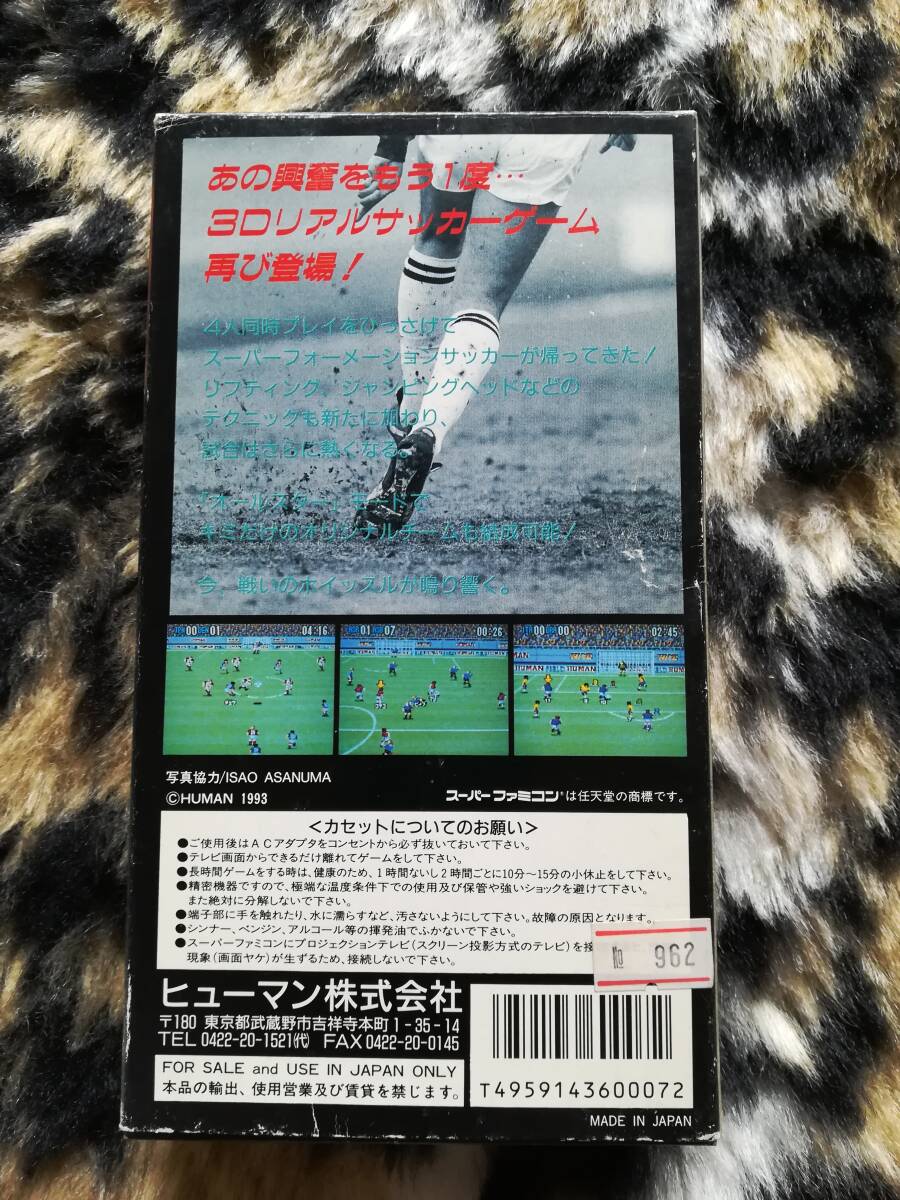 あの興奮をもう1度…
3Dリアルサッカーゲーム
再び登場！
4人同時プレイをひっさげて
スーパーフォーメーションサッカーが帰ってきた！
リフティング、ジャンピングヘッドなどの
テクニックも新たに加わり、
試合はさらに熱くなる。
「オールスター」モードで
キミだけのオリジナルチームも結成可能！
今、戦いのホイッスルが鳴り響く。
00 01 04:16
01 07 00:26
00 00 02:45
HUMAN HUMAN
写真協力/ISAO ASANUMA
©HUMAN 1993
スーパーファミコン®は任天堂の商標です。
<カセットについてのお願い>
●ご使用後はACアダプタをコンセントから必ず抜いておいて下さい。
●テレビ画面からできるだけ離れてゲームをして下さい。
●長時間ゲームをする時は、健康のため、1時間ないし2時間ごとに10分〜15分の小休止をして下さい。
●精密機器ですので、極端な温度条件下での使用及び保管や強いショックを避けて下さい。
また絶対に分解しないで下さい。
●端子部に手を触れたり、水に濡らすなど、汚さないようにして下さい。故障の原因となります。
●シンナー、ベンジン、アルコール等の揮発油でふかないで下さい。
●スーパーファミコンにプロジェクションテレビ(スクリーン投影方式のテレビ)を接
現象(画面ヤケ)が生ずるため、接続しないで下さい。
№ 962
ヒューマン株式会社
〒180 東京都武蔵野市吉祥寺本町1-35-14
TEL 0422-20-1521(代) FAX 0422-20-0145
FOR SALE and USE IN JAPAN ONLY
本品の輸出、使用営業及び賃貸を禁じます。
T4959143600072
MADE IN JAPAN